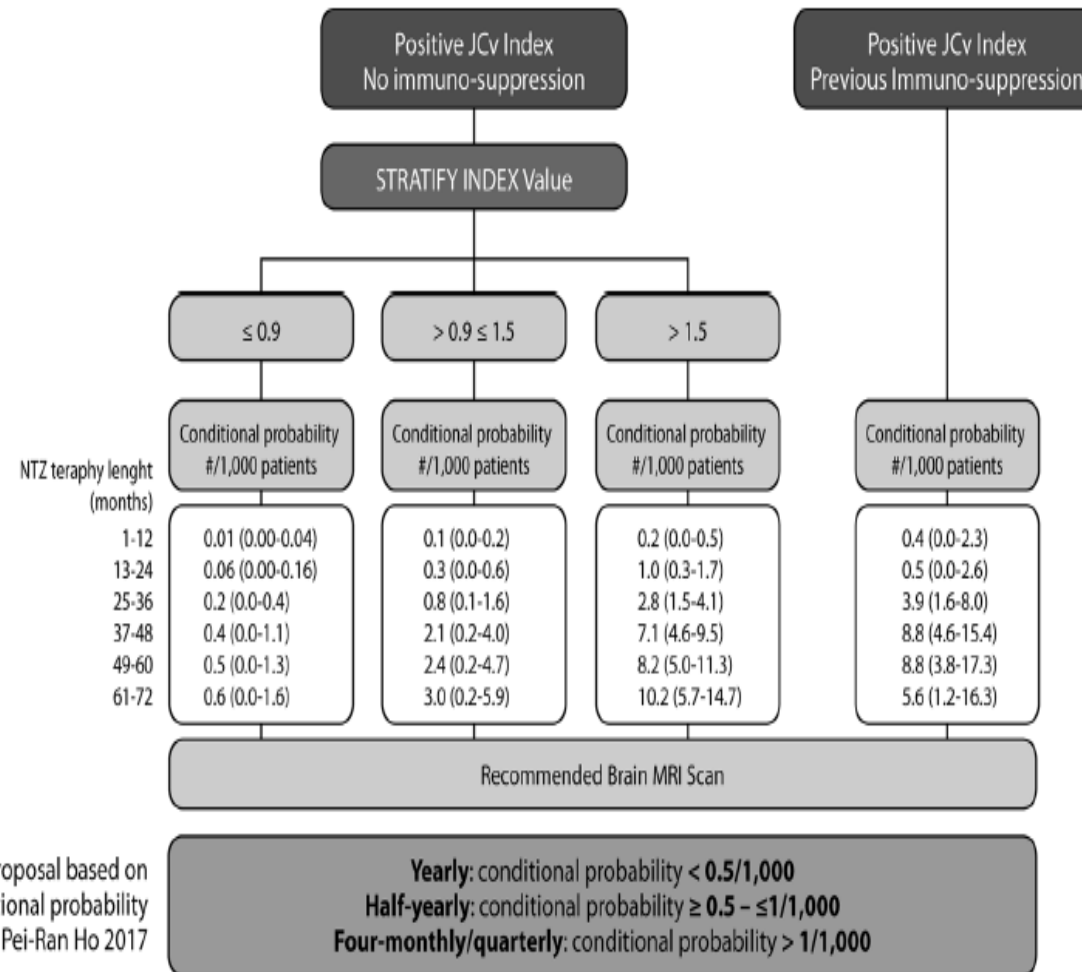 Positive JCv Index
No immuno-suppression
Positive JCv Index
Previous Immuno-suppression
STRATIFY INDEX Value
≤ 0.9
> 0.9 ≤ 1.5
> 1.5
Conditional probability
#/1,000 patients
Conditional probability
#/1,000 patients
Conditional probability
#/1,000 patients
Conditional probability
#/1,000 patients
NTZ teraphy lenght
(months)
1-12 0.01 (0.00-0.04) 0.1 (0.0-0.2) 0.2 (0.0-0.5) 0.4 (0.0-2.3)
13-24 0.06 (0.00-0.16) 0.3 (0.0-0.6) 1.0 (0.3-1.7) 0.5 (0.0-2.6)
25-36 0.2 (0.0-0.4) 0.8 (0.1-1.6) 2.8 (1.5-4.1) 3.9 (1.6-8.0)
37-48 0.4 (0.0-1.1) 2.1 (0.2-4.0) 7.1 (4.6-9.5) 8.8 (4.6-15.4)
49-60 0.5 (0.0-1.3) 2.4 (0.2-4.7) 8.2 (5.0-11.3) 8.8 (3.8-17.3)
61-72 0.6 (0.0-1.6) 3.0 (0.2-5.9) 10.2 (5.7-14.7) 5.6 (1.2-16.3)
Recommended Brain MRI Scan
based on
probability
Pei-Ran Ho 2017
Yearly: conditional probability < 0.5/1,000
Half-yearly: conditional probability ≥ 0.5 – ≤1/1,000
Four-monthly/quarterly: conditional probability > 1/1,000